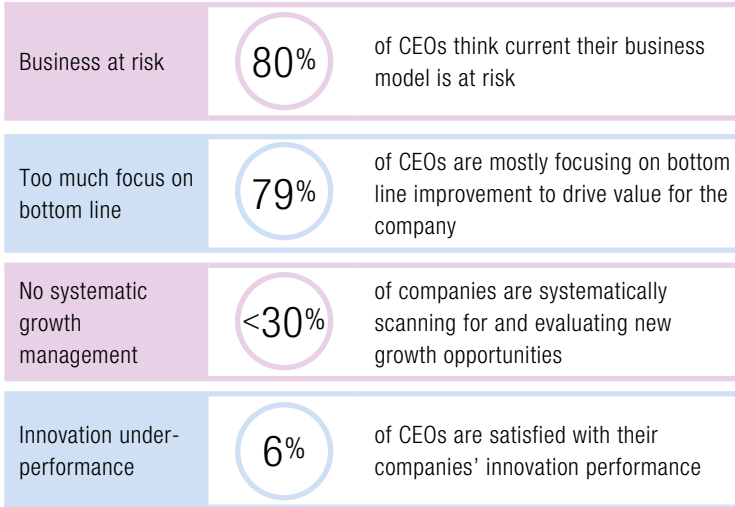 Business at risk
80%
of CEOs think current their business
model is at risk
Too much focus on
bottom line
79%
of CEOs are mostly focusing on bottom
line improvement to drive value for the
company
No systematic
growth
management
<30%
of companies are systematically
scanning for and evaluating new
growth opportunities
Innovation under-
performance
6%
of CEOs are satisfied with their
companies’ innovation performance